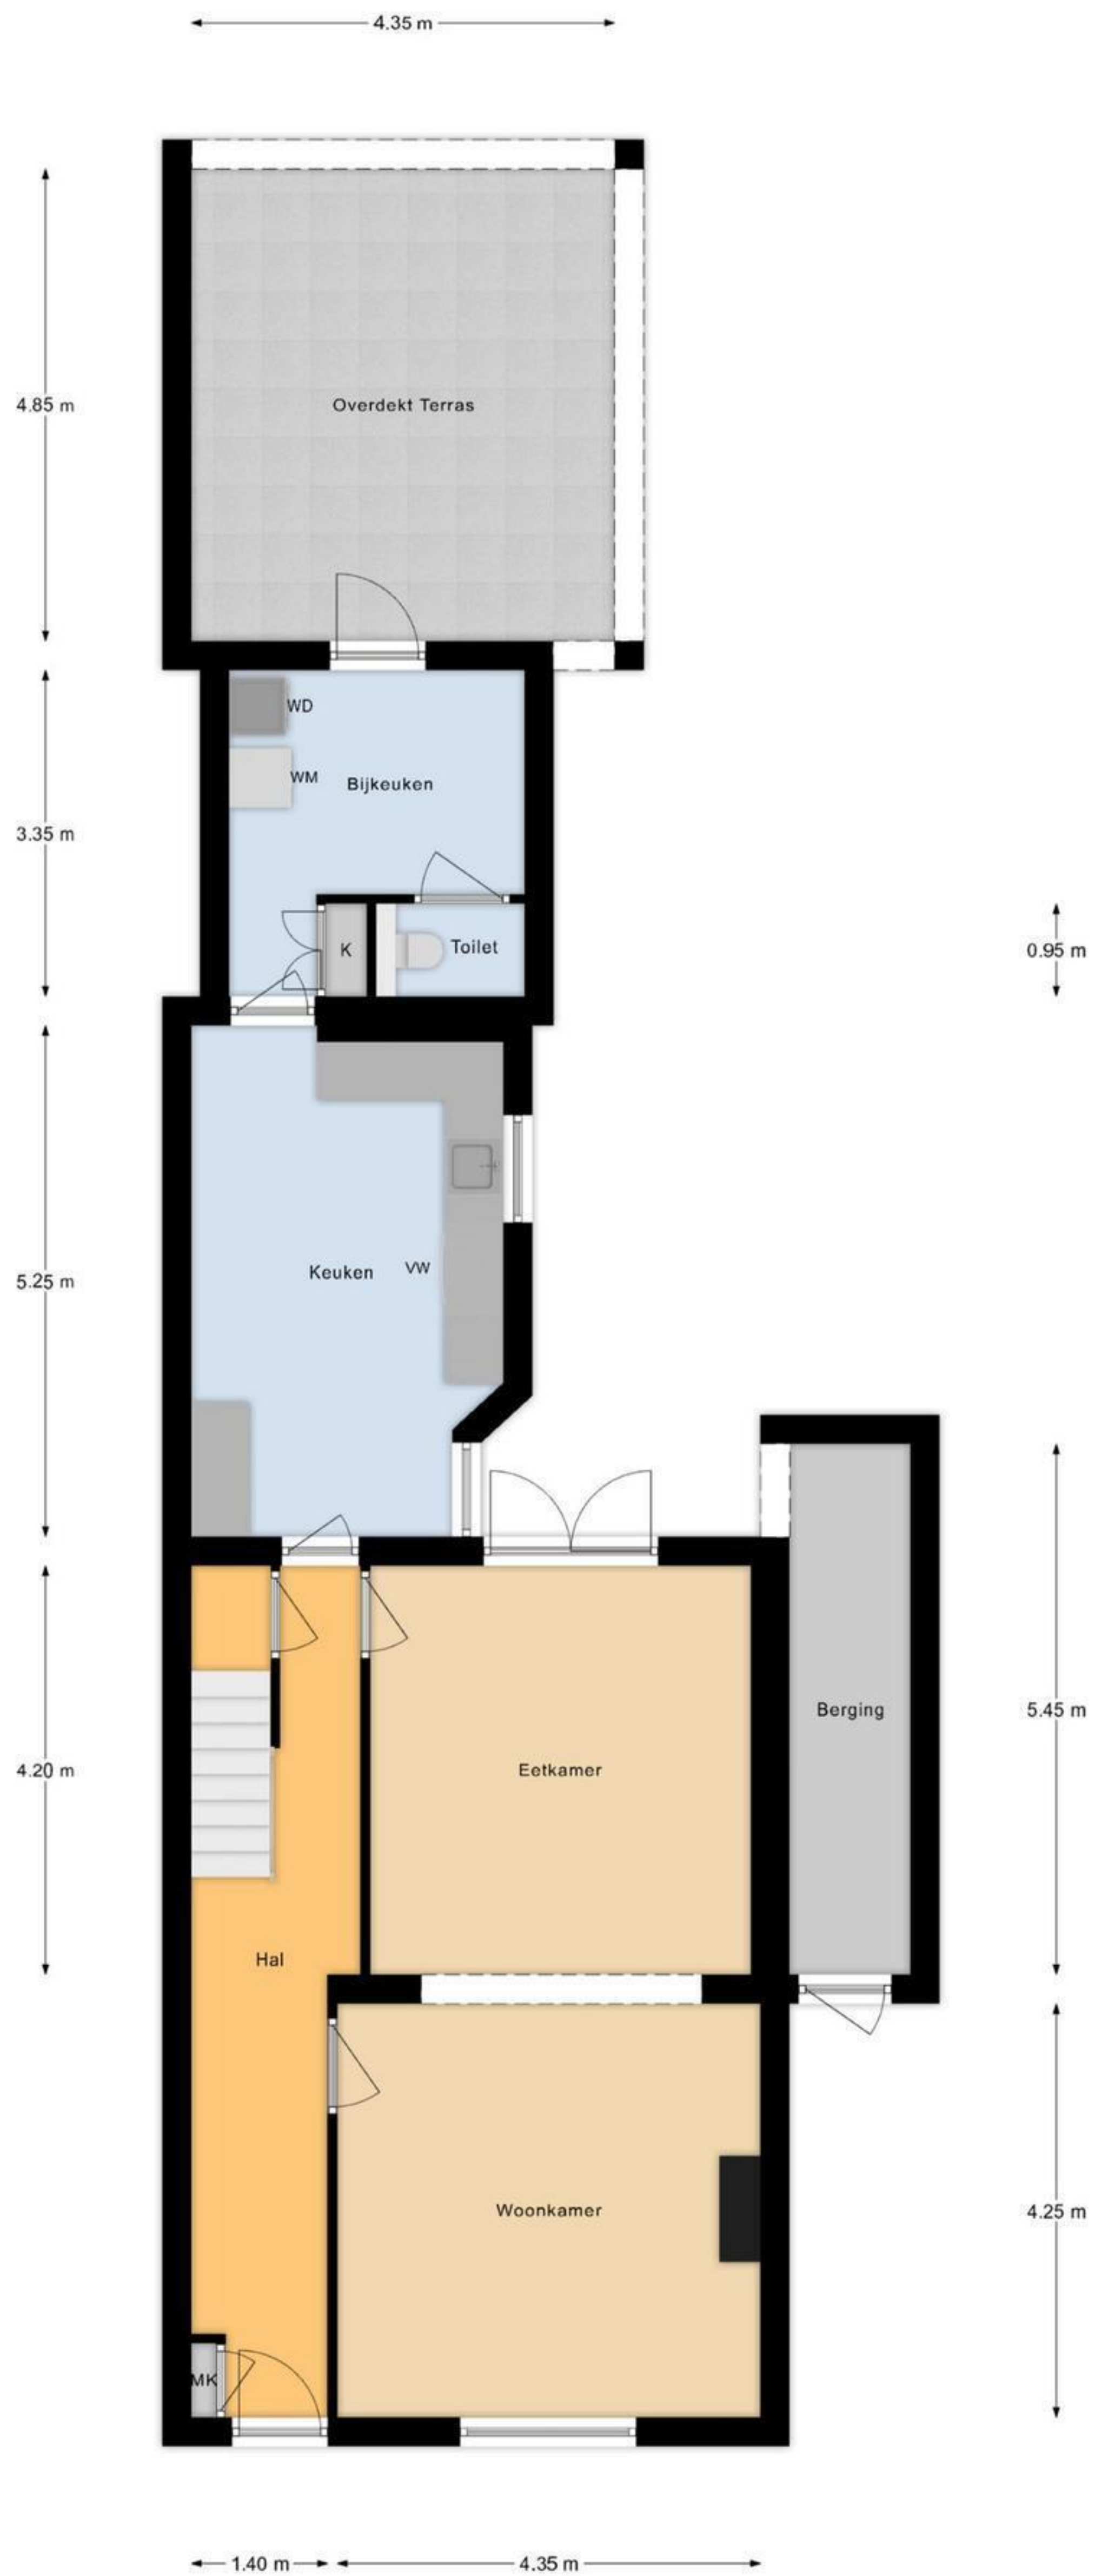 4.35 m
4.85 m
Overdekt Terras
WD
WM
Bijkeuken
3.35 m
K
Toilet
0.95 m
5.25 m
Keuken
VW
4.20 m
Eetkamer
Berging
5.45 m
Hal
Woonkamer
4.25 m
MK
1.40 m
4.35 m